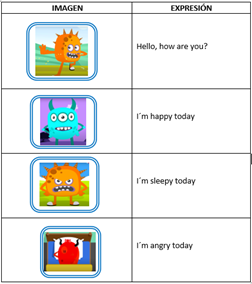 IMAGEN
EXPRESIÓN
Hello, how are you?
I´m happy today
I´m sleepy today
I´m angry today